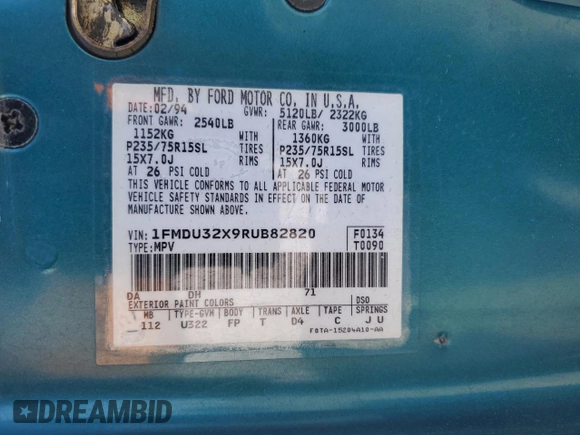 MFD. BY FORD MOTOR CO. IN U.S.A.
DATE: 02/94 GVWR: 5120LB/ 2322KG
FRONT GAWR: 2540LB REAR GAWR: 3000LB
1152KG WITH 1360KG WITH
P235/75R15SL TIRES P235/75R15SL TIRES
15X7.0J RIMS 15X7.0J RIMS
AT 26 PSI COLD AT 26 PSI COLD
THIS VEHICLE CONFORMS TO ALL APPLICABLE FEDERAL MOTOR
VEHICLE SAFETY STANDARDS IN EFFECT ON THE DATE OF
MANUFACTURE SHOWN ABOVE.
VIN: 1FMDU32X9RUB82820 F0134
TYPE: MPV T0090
DA DH 71
EXTERIOR PAINT COLORS DSO
WB TYPE-GVW BODY TRANS AXLE TAPE SPRINGS
112 U322 FP T D4 C J U
F0TA-15204A10-AA
DREAMBID